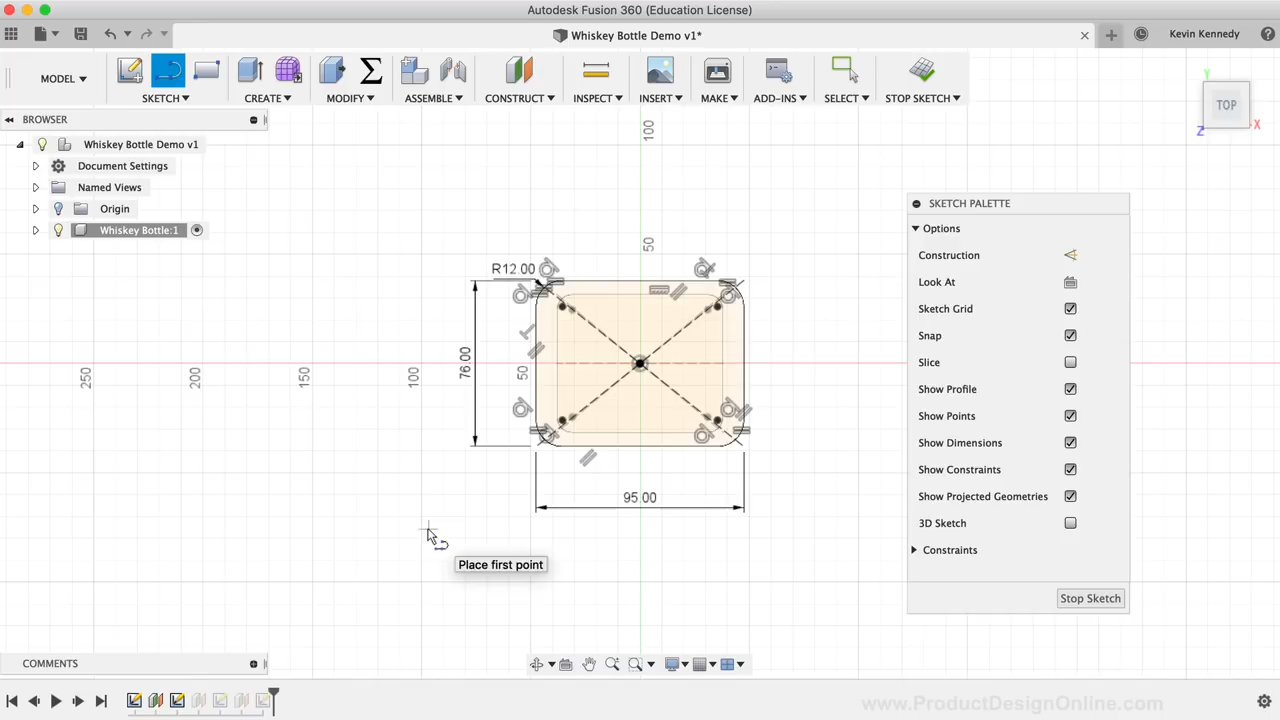 Autodesk Fusion 360 (Education License)
Whiskey Bottle Demo v1*
Kevin Kennedy
MODEL
SKETCH
CREATE
MODIFY
ASSEMBLE
CONSTRUCT
INSPECT
INSERT
MAKE
ADD-INS
SELECT
STOP SKETCH
TOP
Y
X
Z
BROWSER
Whiskey Bottle Demo v1
Document Settings
Named Views
Origin
Whiskey Bottle:1
100
50
R12.00
76.00
50
250
200
150
100
95.00
Place first point
SKETCH PALETTE
Options
Construction
Look At
Sketch Grid
Snap
Slice
Show Profile
Show Points
Show Dimensions
Show Constraints
Show Projected Geometries
3D Sketch
Constraints
Stop Sketch
COMMENTS
www.ProductDesignOnline.com